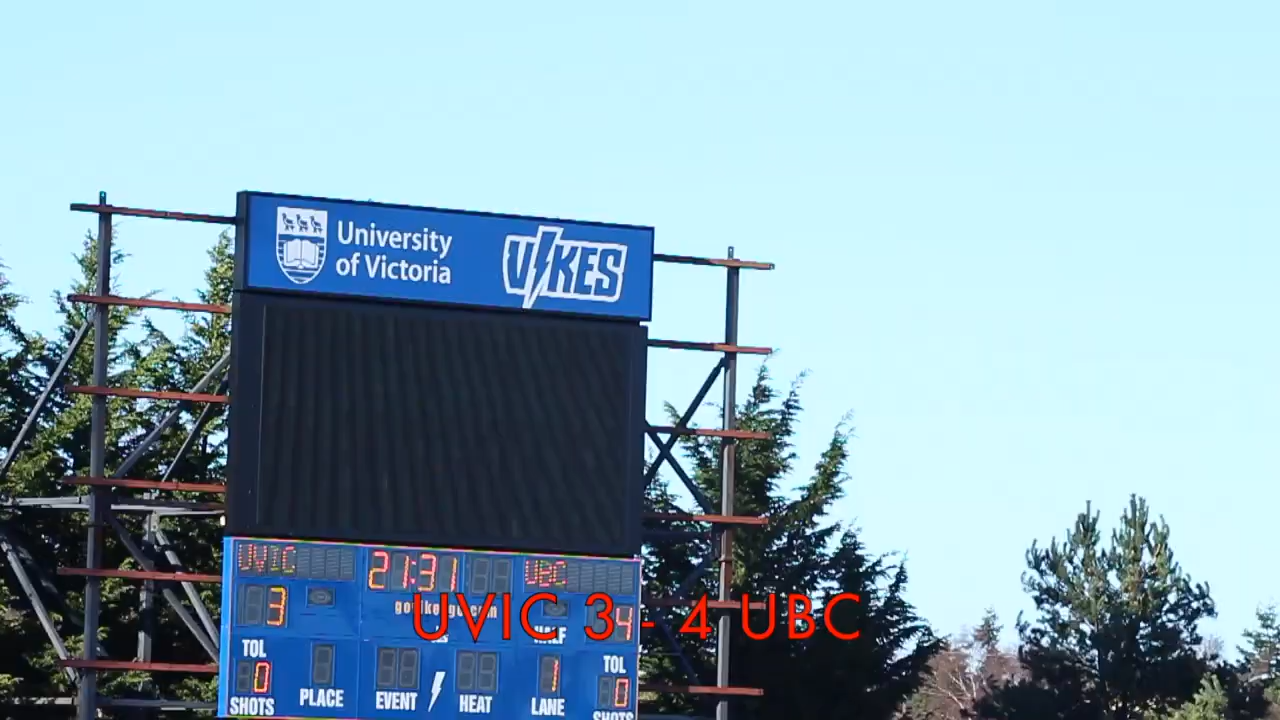 University
of Victoria
VIKES
UVIC 21:31 UBC
3 4
UVIC 3 - 4 UBC
HALF
TOL TOL
0 1 0
SHOTS PLACE EVENT HEAT LANE SHOTS